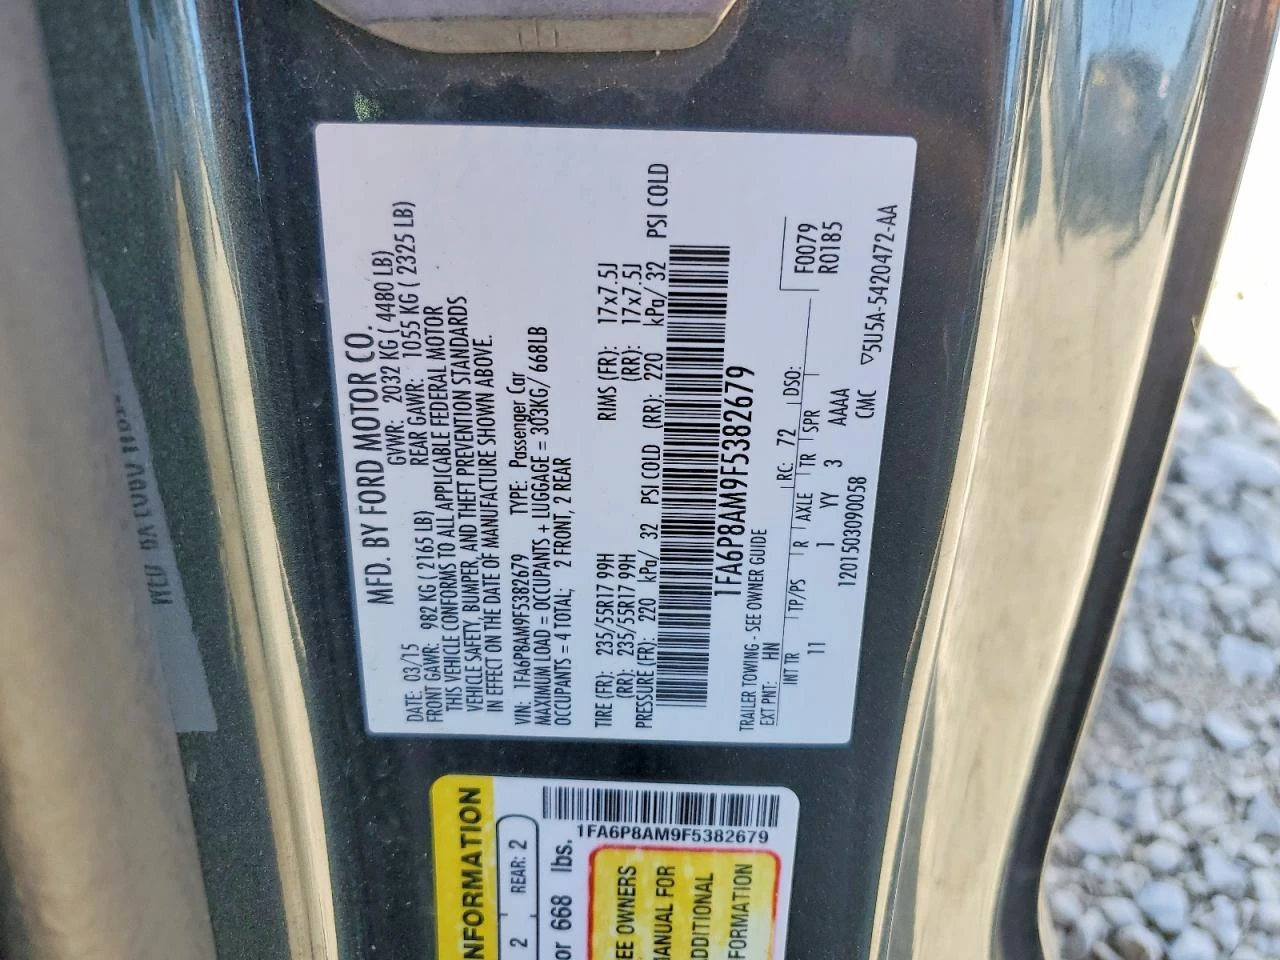 MFD. BY FORD MOTOR CO.
DATE: 03/15 GVWR: 2032 KG ( 4480 LB)
FRONT GAWR: 982 KG ( 2165 LB) REAR GAWR: 1055 KG ( 2325 LB)
THIS VEHICLE CONFORMS TO ALL APPLICABLE FEDERAL MOTOR
VEHICLE SAFETY, BUMPER, AND THEFT PREVENTION STANDARDS
IN EFFECT ON THE DATE OF MANUFACTURE SHOWN ABOVE.
VIN: 1FA6P8AM9F5382679 TYPE: Passenger Car
MAXIMUM LOAD = OCCUPANTS + LUGGAGE = 303KG/ 668LB
OCCUPANTS = 4 TOTAL; 2 FRONT, 2 REAR
TIRE (FR): 235/55R17 99H RIMS (FR): 17x7.5J
(RR): 235/55R17 99H (RR): 17x7.5J
PRESSURE (FR): 220 kPa/ 32 PSI COLD (RR): 220 kPa/ 32 PSI COLD
1FA6P8AM9F5382679
TRAILER TOWING - SEE OWNER GUIDE
EXT PNT: HN RC: 72 DSO: F0079
R0185
INT TR TP/PS R AXLE TR SPR
11 1 YY 3 AAAA
1201503090058 CMC ▽5U5A-5420472-AA
NFORMATION
2 REAR: 2
or 668 lbs.
1FA6P8AM9F5382679
EE OWNERS
MANUAL FOR
ADDITIONAL
FORMATION